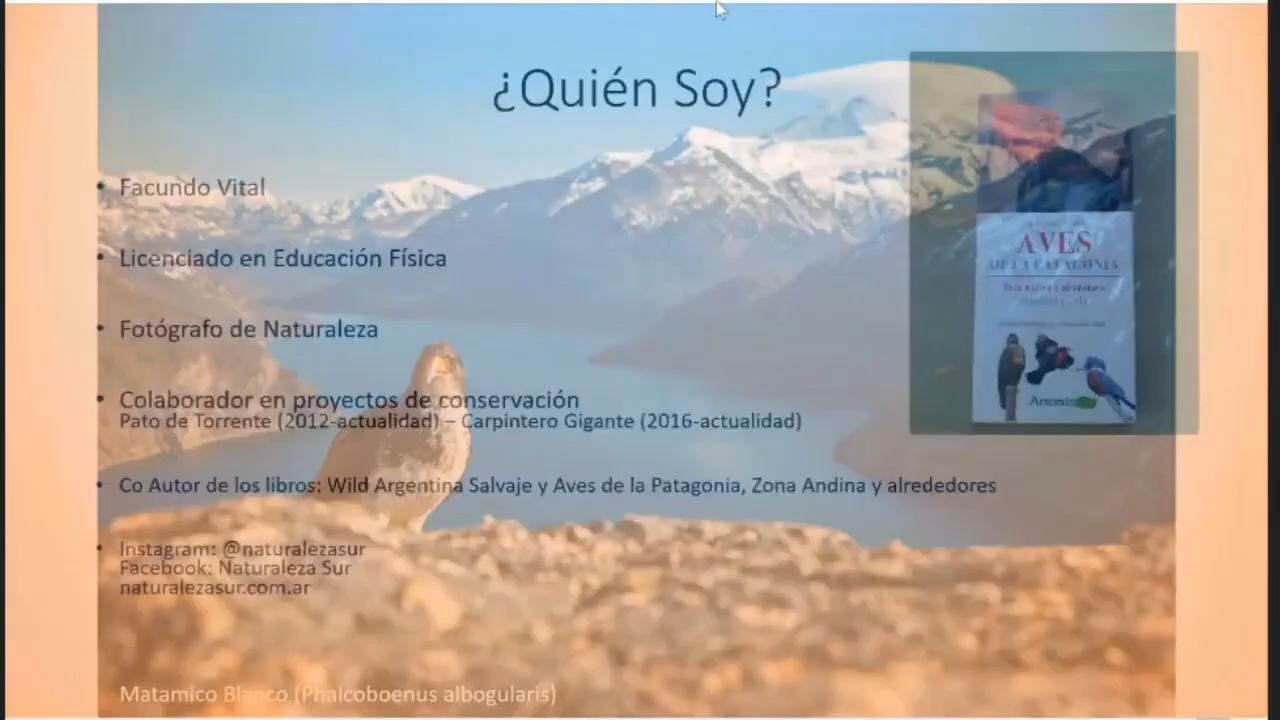 ¿Quién Soy?
• Facundo Vital
• Licenciado en Educación Física
• Fotógrafo de Naturaleza
• Colaborador en proyectos de conservación
Pato de Torrente (2012-actualidad) – Carpintero Gigante (2016-actualidad)
• Co Autor de los libros: Wild Argentina Salvaje y Aves de la Patagonia, Zona Andina y alrededores
• Instagram: @naturalezasur
Facebook: Naturaleza Sur
naturalezasur.com.ar
Matamico Blanco (Phalcoboenus albogularis)
AVES
DE LA PATAGONIA